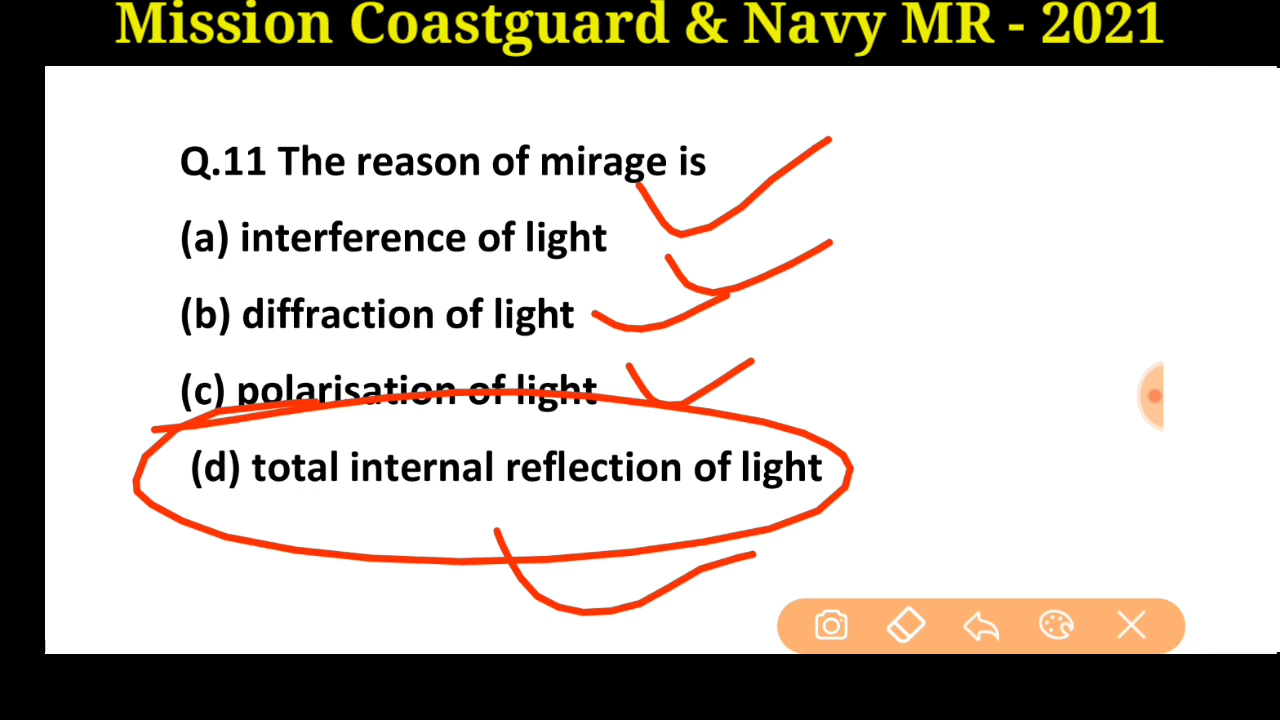 Mission Coastguard & Navy MR - 2021
Q.11 The reason of mirage is
(a) interference of light
(b) diffraction of light
(c) polarisation of light
(d) total internal reflection of light